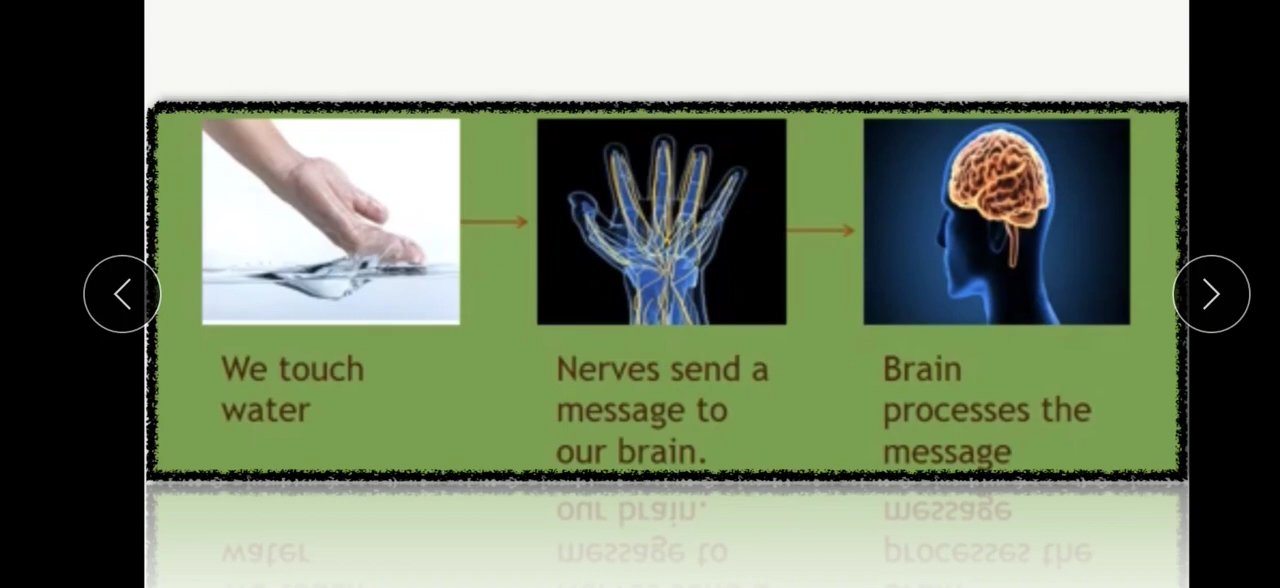 We touch
water
Nerves send a
message to
our brain.
Brain
processes the
message